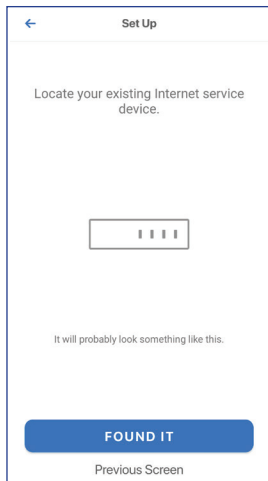 Set Up
Locate your existing Internet service
device.
It will probably look something like this.
FOUND IT
Previous Screen